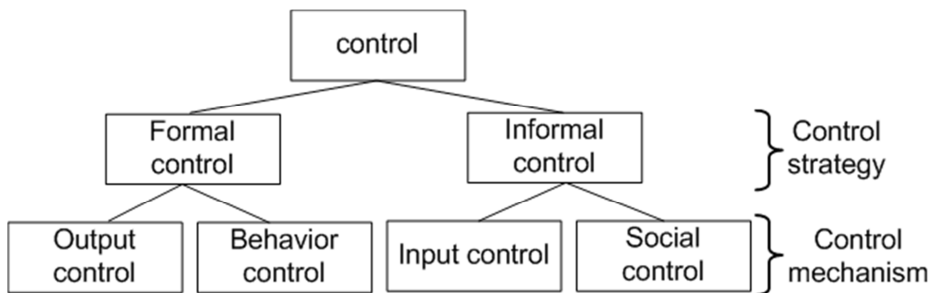 control
Formal
control
Informal
control
Control
strategy
Output
control
Behavior
control
Input control
Social
control
Control
mechanism